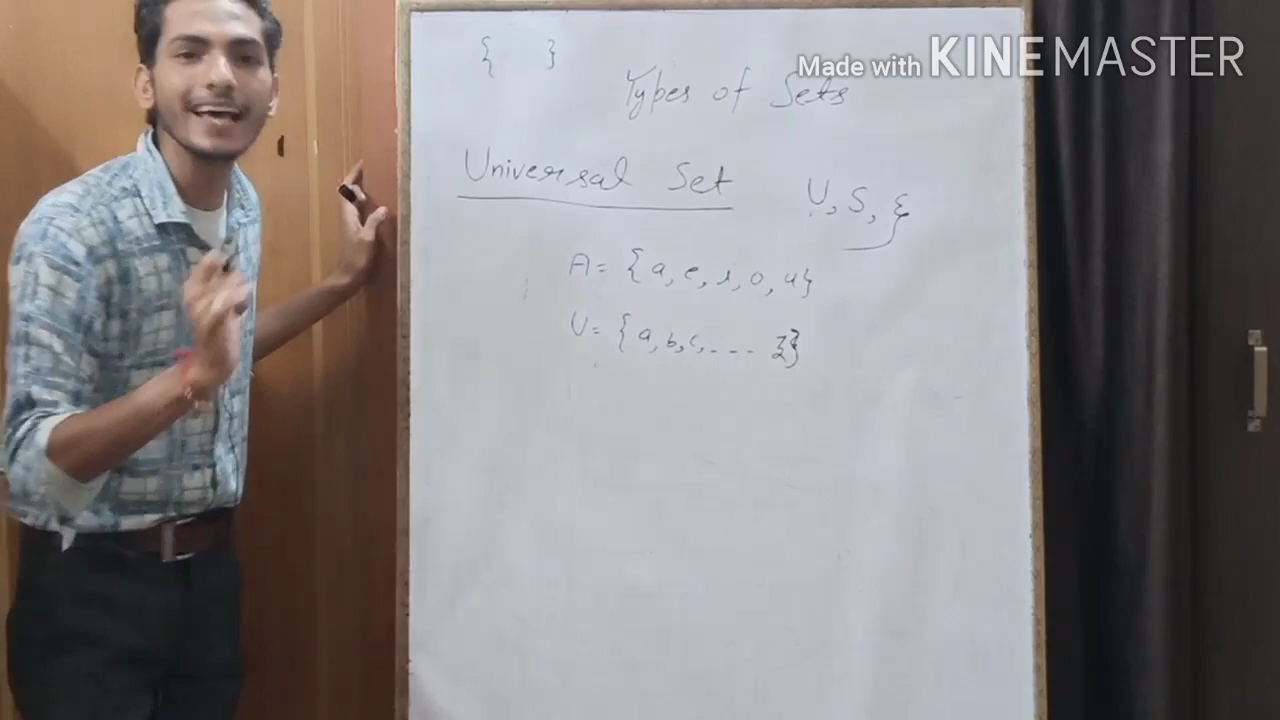 { }
Made with KINEMASTER
Types of Sets
Universal Set
U, S, ξ
A = {a, e, i, o, u}
U = {a, b, c, - - - z}